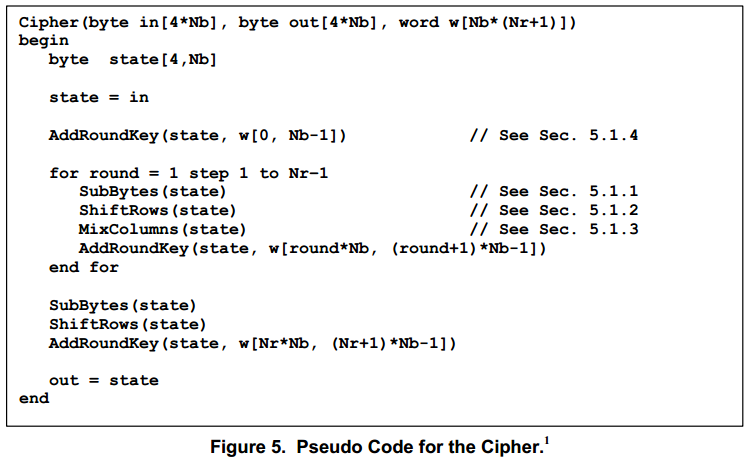 Cipher(byte in[4*Nb], byte out[4*Nb], word w[Nb*(Nr+1)])
begin
byte state[4,Nb]
state = in
AddRoundKey(state, w[0, Nb-1]) // See Sec. 5.1.4
for round = 1 step 1 to Nr–1
SubBytes(state) // See Sec. 5.1.1
ShiftRows(state) // See Sec. 5.1.2
MixColumns(state) // See Sec. 5.1.3
AddRoundKey(state, w[round*Nb, (round+1)*Nb-1])
end for
SubBytes(state)
ShiftRows(state)
AddRoundKey(state, w[Nr*Nb, (Nr+1)*Nb-1])
out = state
end
Figure 5. Pseudo Code for the Cipher.¹